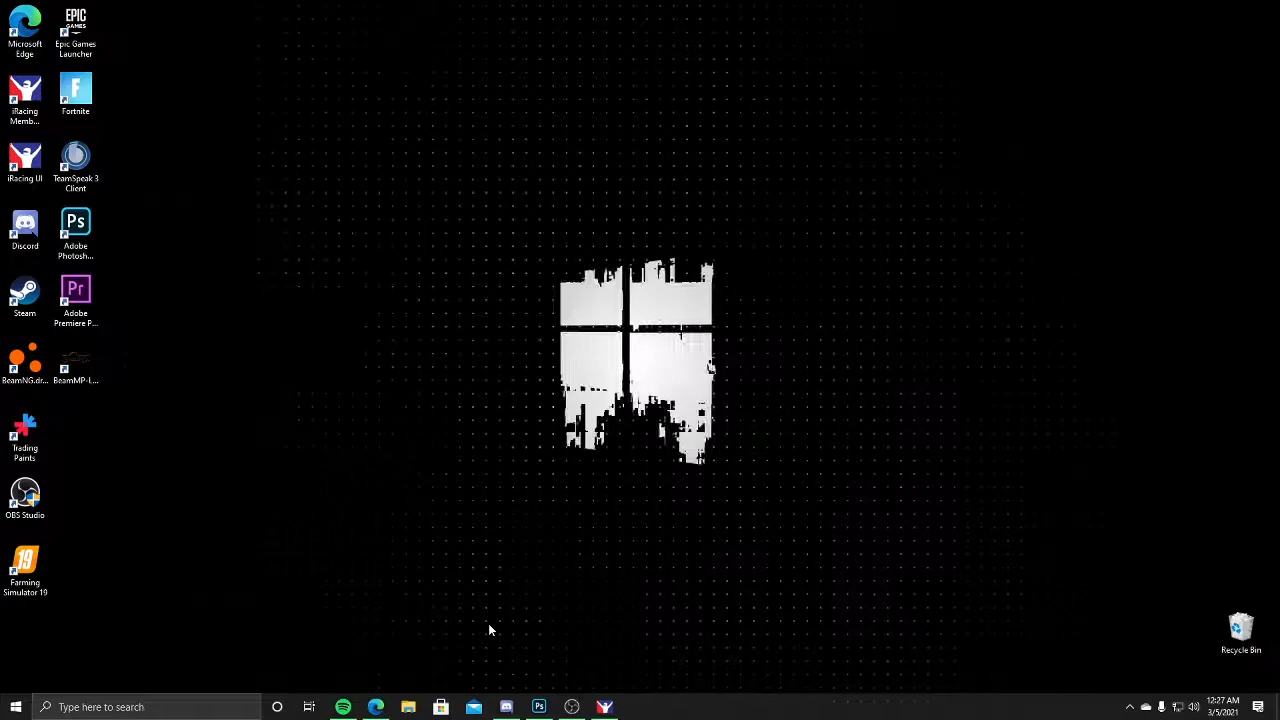 Microsoft
Edge
EPIC
GAMES
Epic Games
Launcher
iRacing
Memb...
F
Fortnite
iRacing UI
TeamSpeak 3
Client
Discord
Ps
Adobe
Photosh...
Steam
Pr
Adobe
Premiere P...
BeamNG.dr...
BeamMP-L...
Trading
Paints
OBS Studio
19
Farming
Simulator 19
Recycle Bin
Type here to search
Ps
12:27 AM
3/5/2021